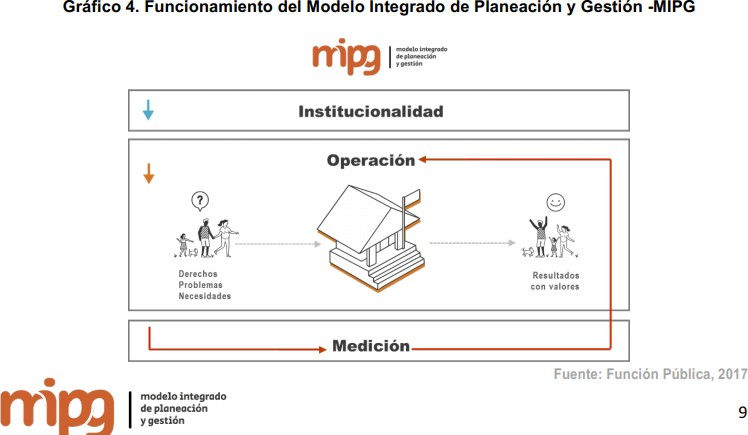 Gráfico 4. Funcionamiento del Modelo Integrado de Planeación y Gestión -MIPG
mipg
modelo integrado
de planeación
y gestión
Institucionalidad
Operación
?
Derechos
Problemas
Necesidades
Resultados
con valores
Medición
Fuente: Función Pública, 2017
mipg
modelo integrado
de planeación
y gestión
9